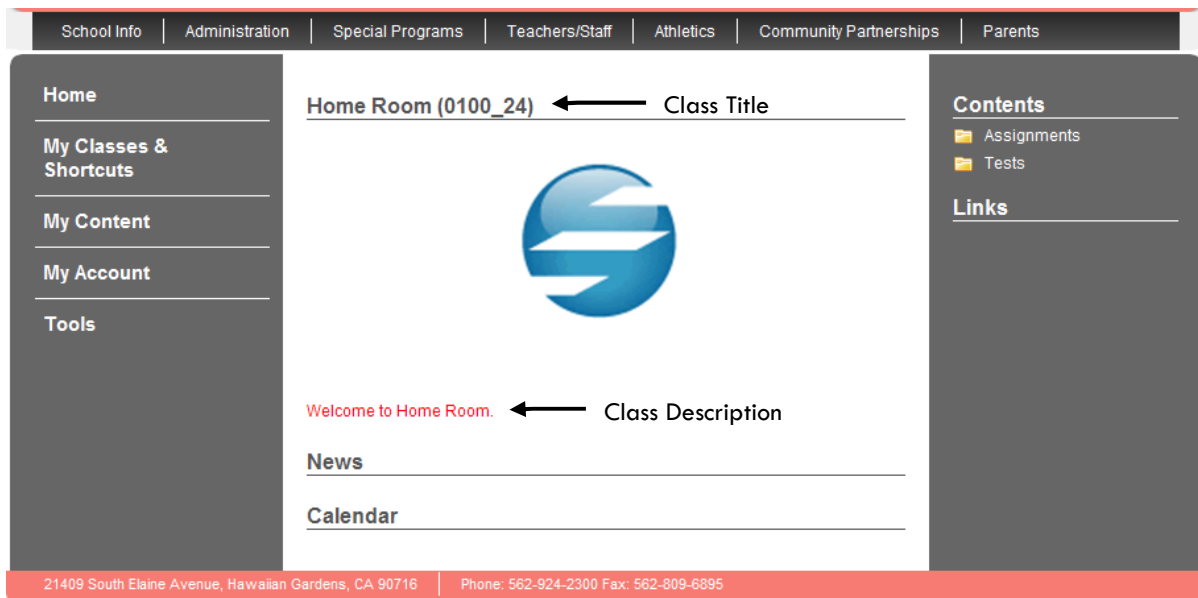 School Info Administration Special Programs Teachers/Staff Athletics Community Partnerships Parents
Home
My Classes &
Shortcuts
My Content
My Account
Tools
Home Room (0100_24) Class Title
Welcome to Home Room. Class Description
News
Calendar
Contents
Assignments
Tests
Links
21409 South Elaine Avenue, Hawaiian Gardens, CA 90716 Phone: 562-924-2300 Fax: 562-809-6895